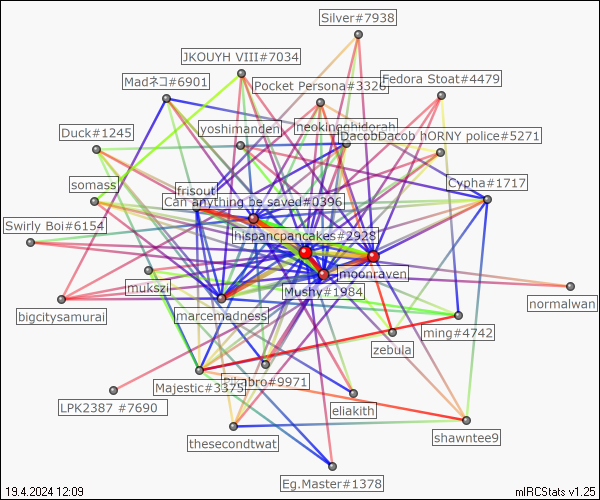 Silver#7938
JKOUYH VIII#7034
Madネコ#6901
Pocket Persona#3326
Fedora Stoat#4479
Duck#1245
yoshimanden
neokingghidorah
DacobDacob hORNY police#5271
somass
frisout
Can anything be saved#0396
Cypha#1717
Swirly Boi#6154
hispancpancakes#2928
mukszi
moonraven
Mushy#1984
normalwan
bigcitysamurai
marcemadness
ming#4742
zebula
Majestic#3375
#9971
LPK2387 #7690
eliakith
thesecondtwat
shawntee9
Eg.Master#1378
19.4.2024 12:09
mIRCStats v1.25